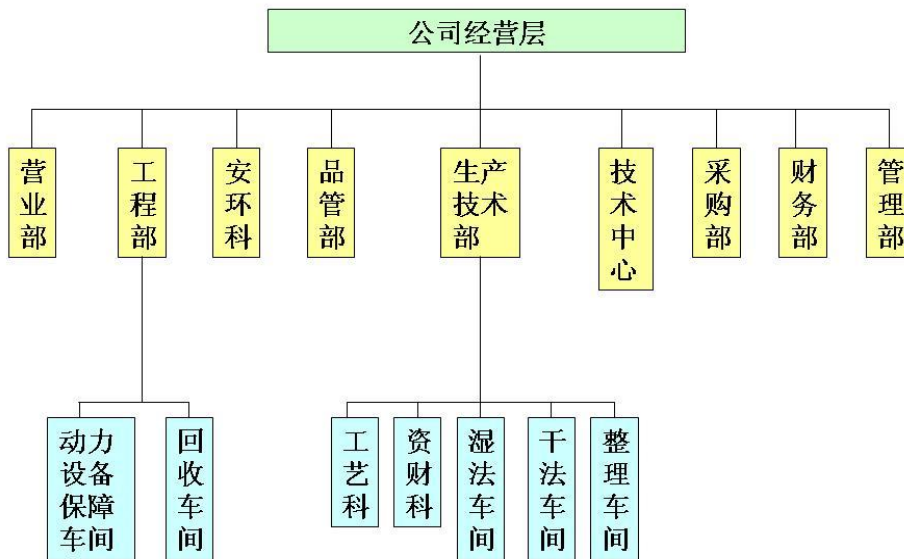 公司经营层
营业部
工程部
安环科
品管部
生产技术部
技术中心
采购部
财务部
管理部
动力设备保障车间
回收车间
工艺科
资财科
湿法车间
干法车间
整理车间